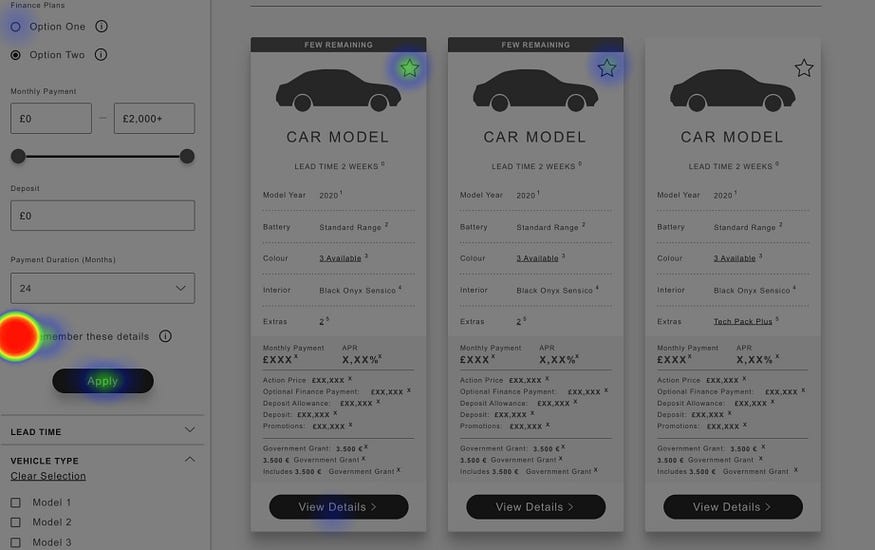 Finance Plans
Option One
Option Two
Monthly Payment
£0 — £2,000+
Deposit
£0
Payment Duration (Months)
24
member these details
Apply
LEAD TIME
VEHICLE TYPE
Clear Selection
Model 1
Model 2
Model 3
FEW REMAINING
CAR MODEL
LEAD TIME 2 WEEKS 0
Model Year 2020 1
Battery Standard Range 2
Colour 3 Available 3
Interior Black Onyx Sensico 4
Extras 2 5
Monthly Payment APR
£XXX X X,XX% X
Action Price £XX,XXX X
Optional Finance Payment: £XX,XXX X
Deposit Allowance: £XX,XXX X
Deposit: £XX,XXX X
Promotions: £XX,XXX X
Government Grant: 3.500 € X
3.500 € Government Grant X
Includes 3.500 € Government Grant X
View Details >
FEW REMAINING
CAR MODEL
LEAD TIME 2 WEEKS 0
Model Year 2020 1
Battery Standard Range 2
Colour 3 Available 3
Interior Black Onyx Sensico 4
Extras 2 5
Monthly Payment APR
£XXX X X,XX% X
Action Price £XX,XXX X
Optional Finance Payment: £XX,XXX X
Deposit Allowance: £XX,XXX X
Deposit: £XX,XXX X
Promotions: £XX,XXX X
Government Grant: 3.500 € X
3.500 € Government Grant X
Includes 3.500 € Government Grant X
View Details >
CAR MODEL
LEAD TIME 2 WEEKS 0
Model Year 2020 1
Battery Standard Range 2
Colour 3 Available 3
Interior Black Onyx Sensico 4
Extras Tech Pack Plus 5
Monthly Payment APR
£XXX X X,XX% X
Action Price £XX,XXX X
Optional Finance Payment: £XX,XXX X
Deposit Allowance: £XX,XXX X
Deposit: £XX,XXX X
Promotions: £XX,XXX X
Government Grant: 3.500 € X
3.500 € Government Grant X
Includes 3.500 € Government Grant X
View Details >